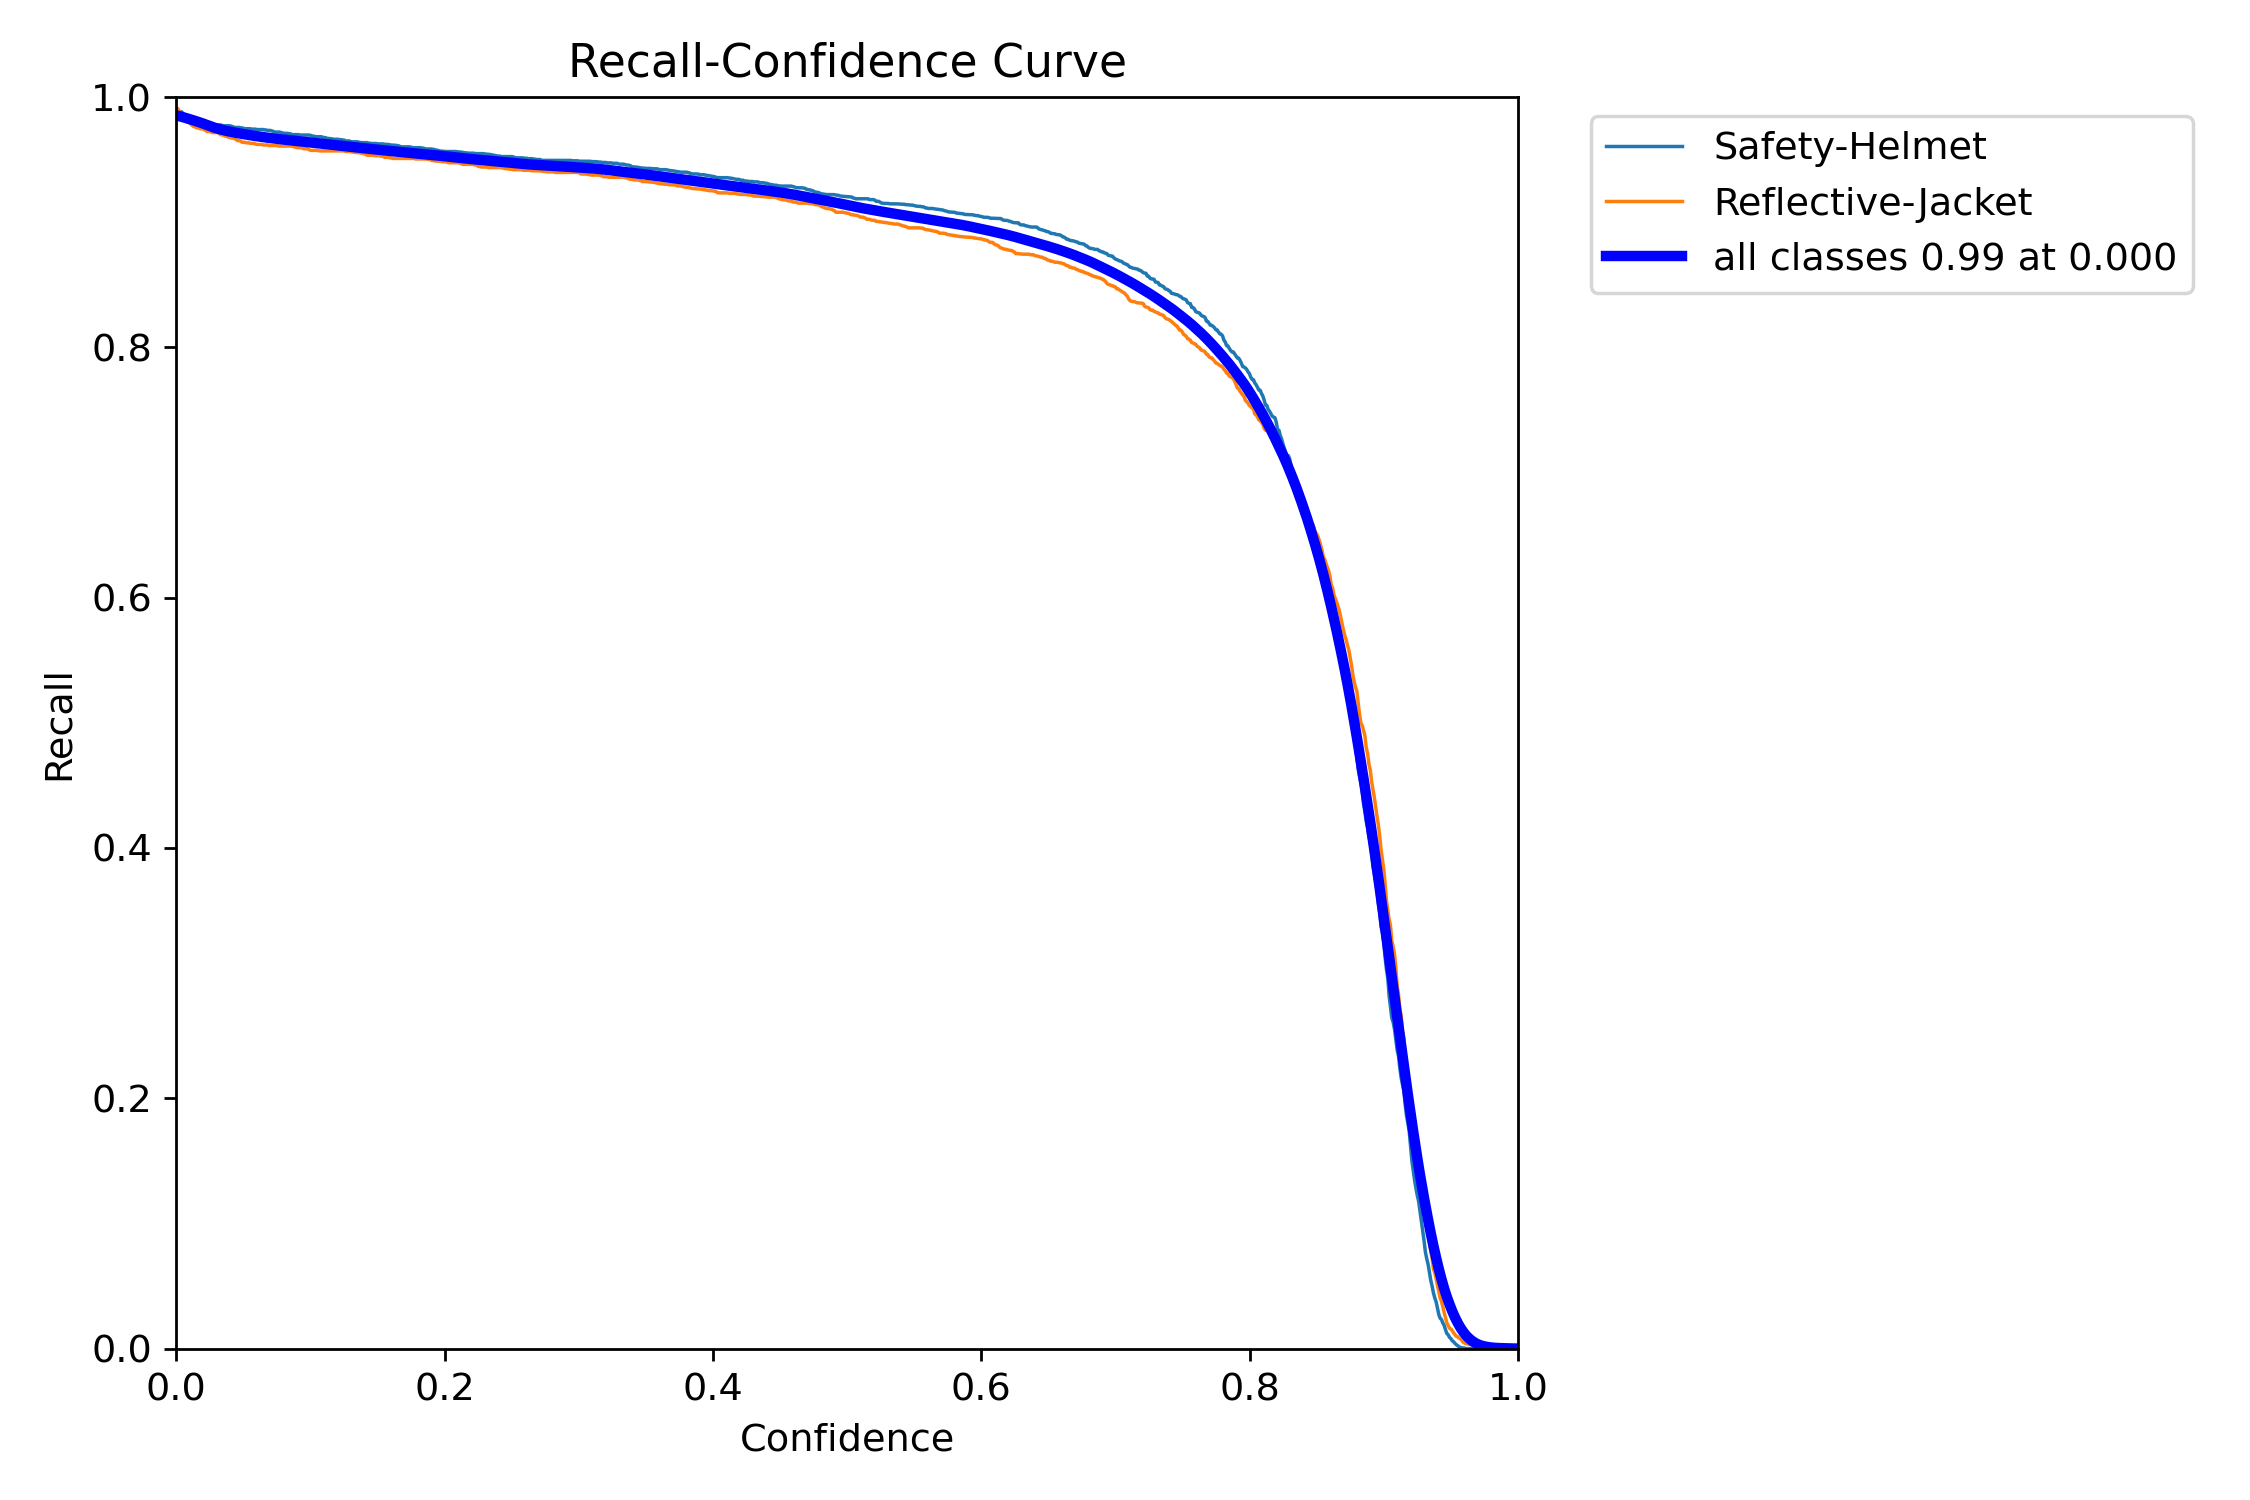 Recall-Confidence Curve
1.0
0.8
0.6
0.4
0.2
0.0
Recall
0.0 0.2 0.4 0.6 0.8 1.0
Confidence
Safety-Helmet
Reflective-Jacket
all classes 0.99 at 0.000